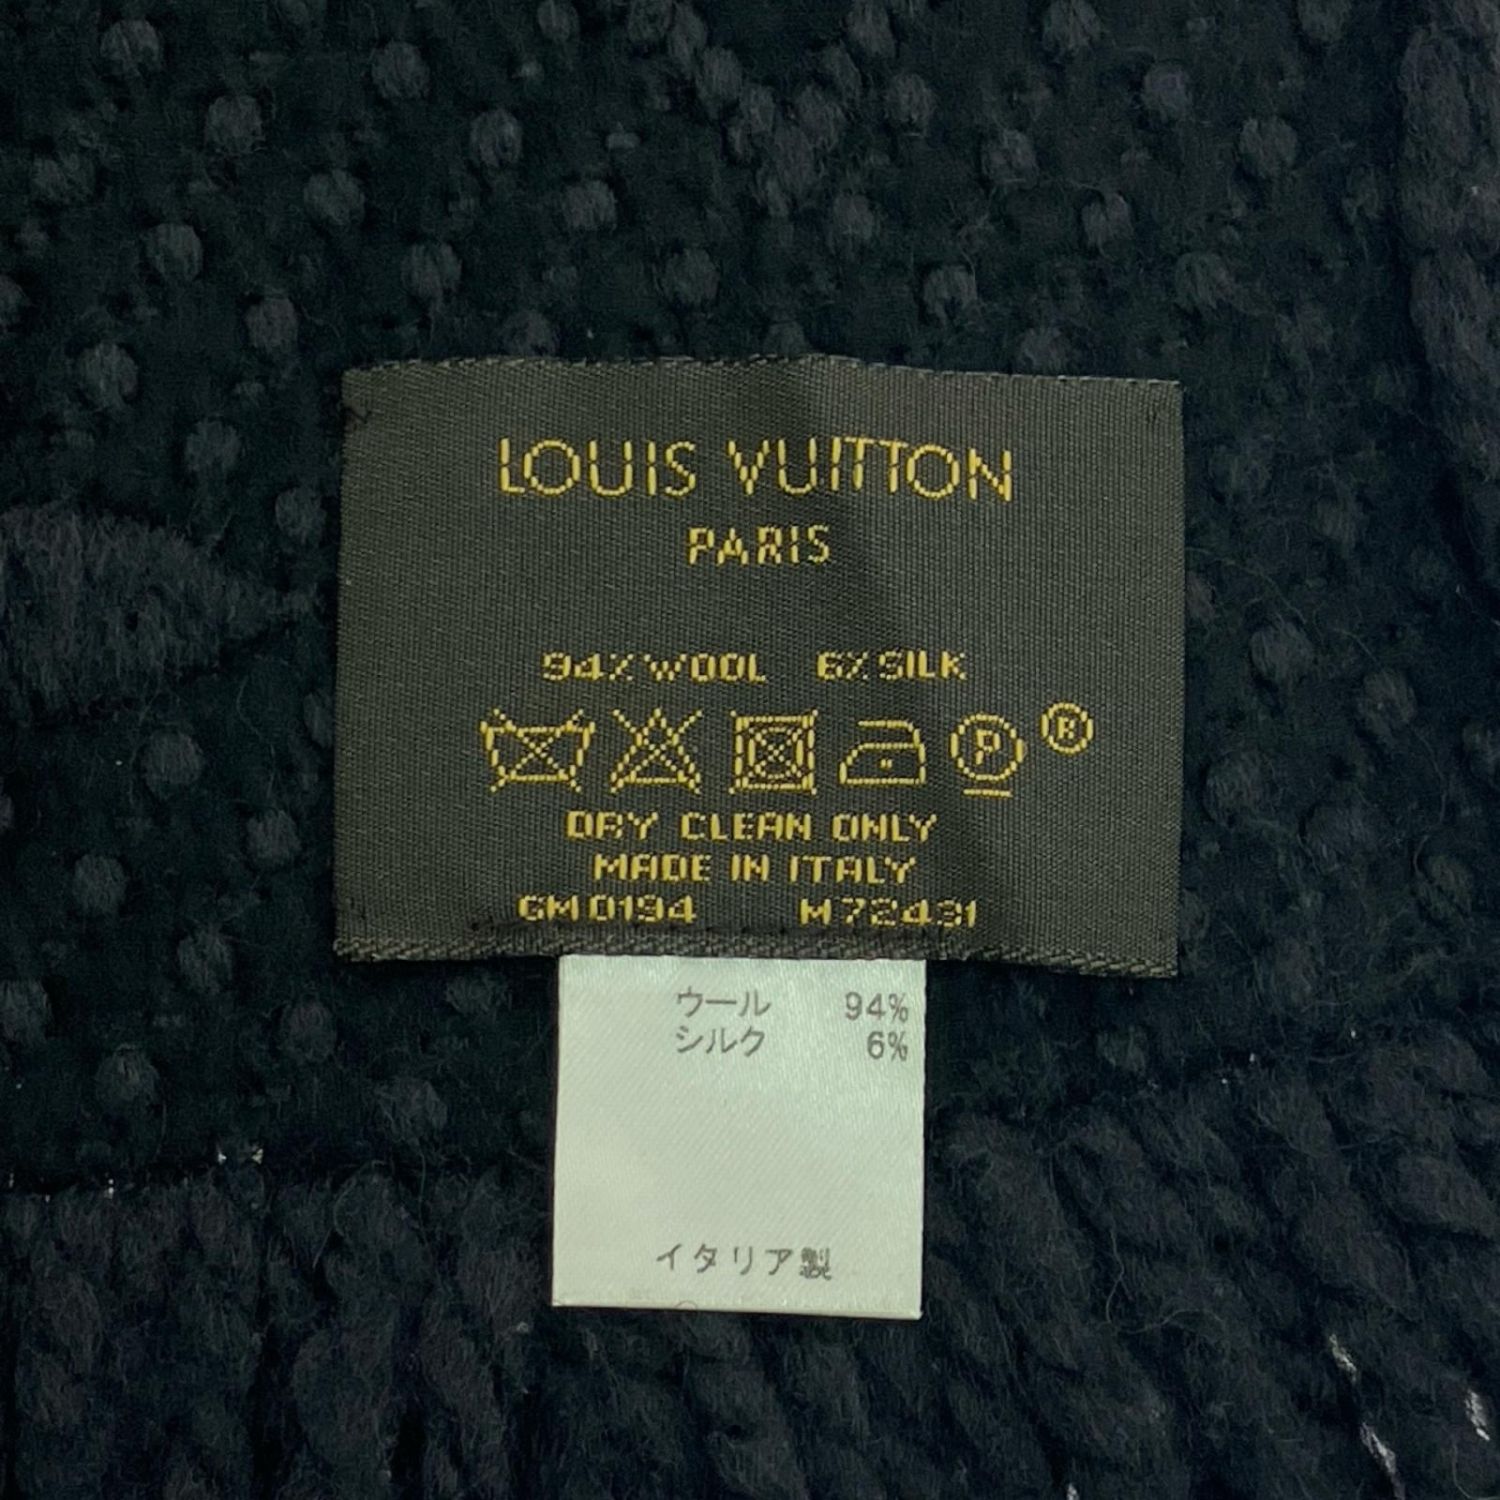 LOUIS VUITTON
PARIS
94% WOOL 6% SILK
P ®
DRY CLEAN ONLY
MADE IN ITALY
GM0194 M72431
ウール 94%
シルク 6%
イタリア製